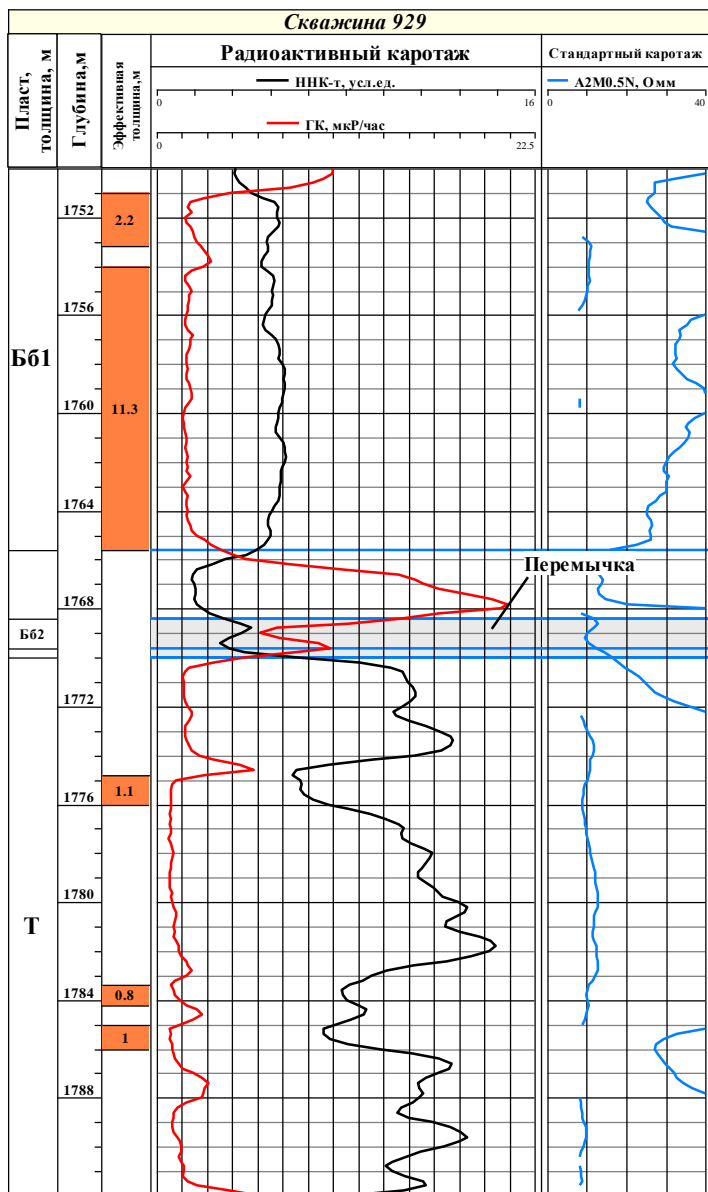 Скважина 929
Пласт, толщина, м
Глубина,м
Эффективная толщина,м
Радиоактивный каротаж
Стандартный каротаж
ННК-т, усл.ед.
0 16
ГК, мкР/час
0 22.5
А2М0.5N, Омм
0 40
1752
2.2
1756
Бб1
1760
11.3
1764
Перемычка
1768
Бб2
1772
1.1
1776
1780
Т
1784
0.8
1
1788